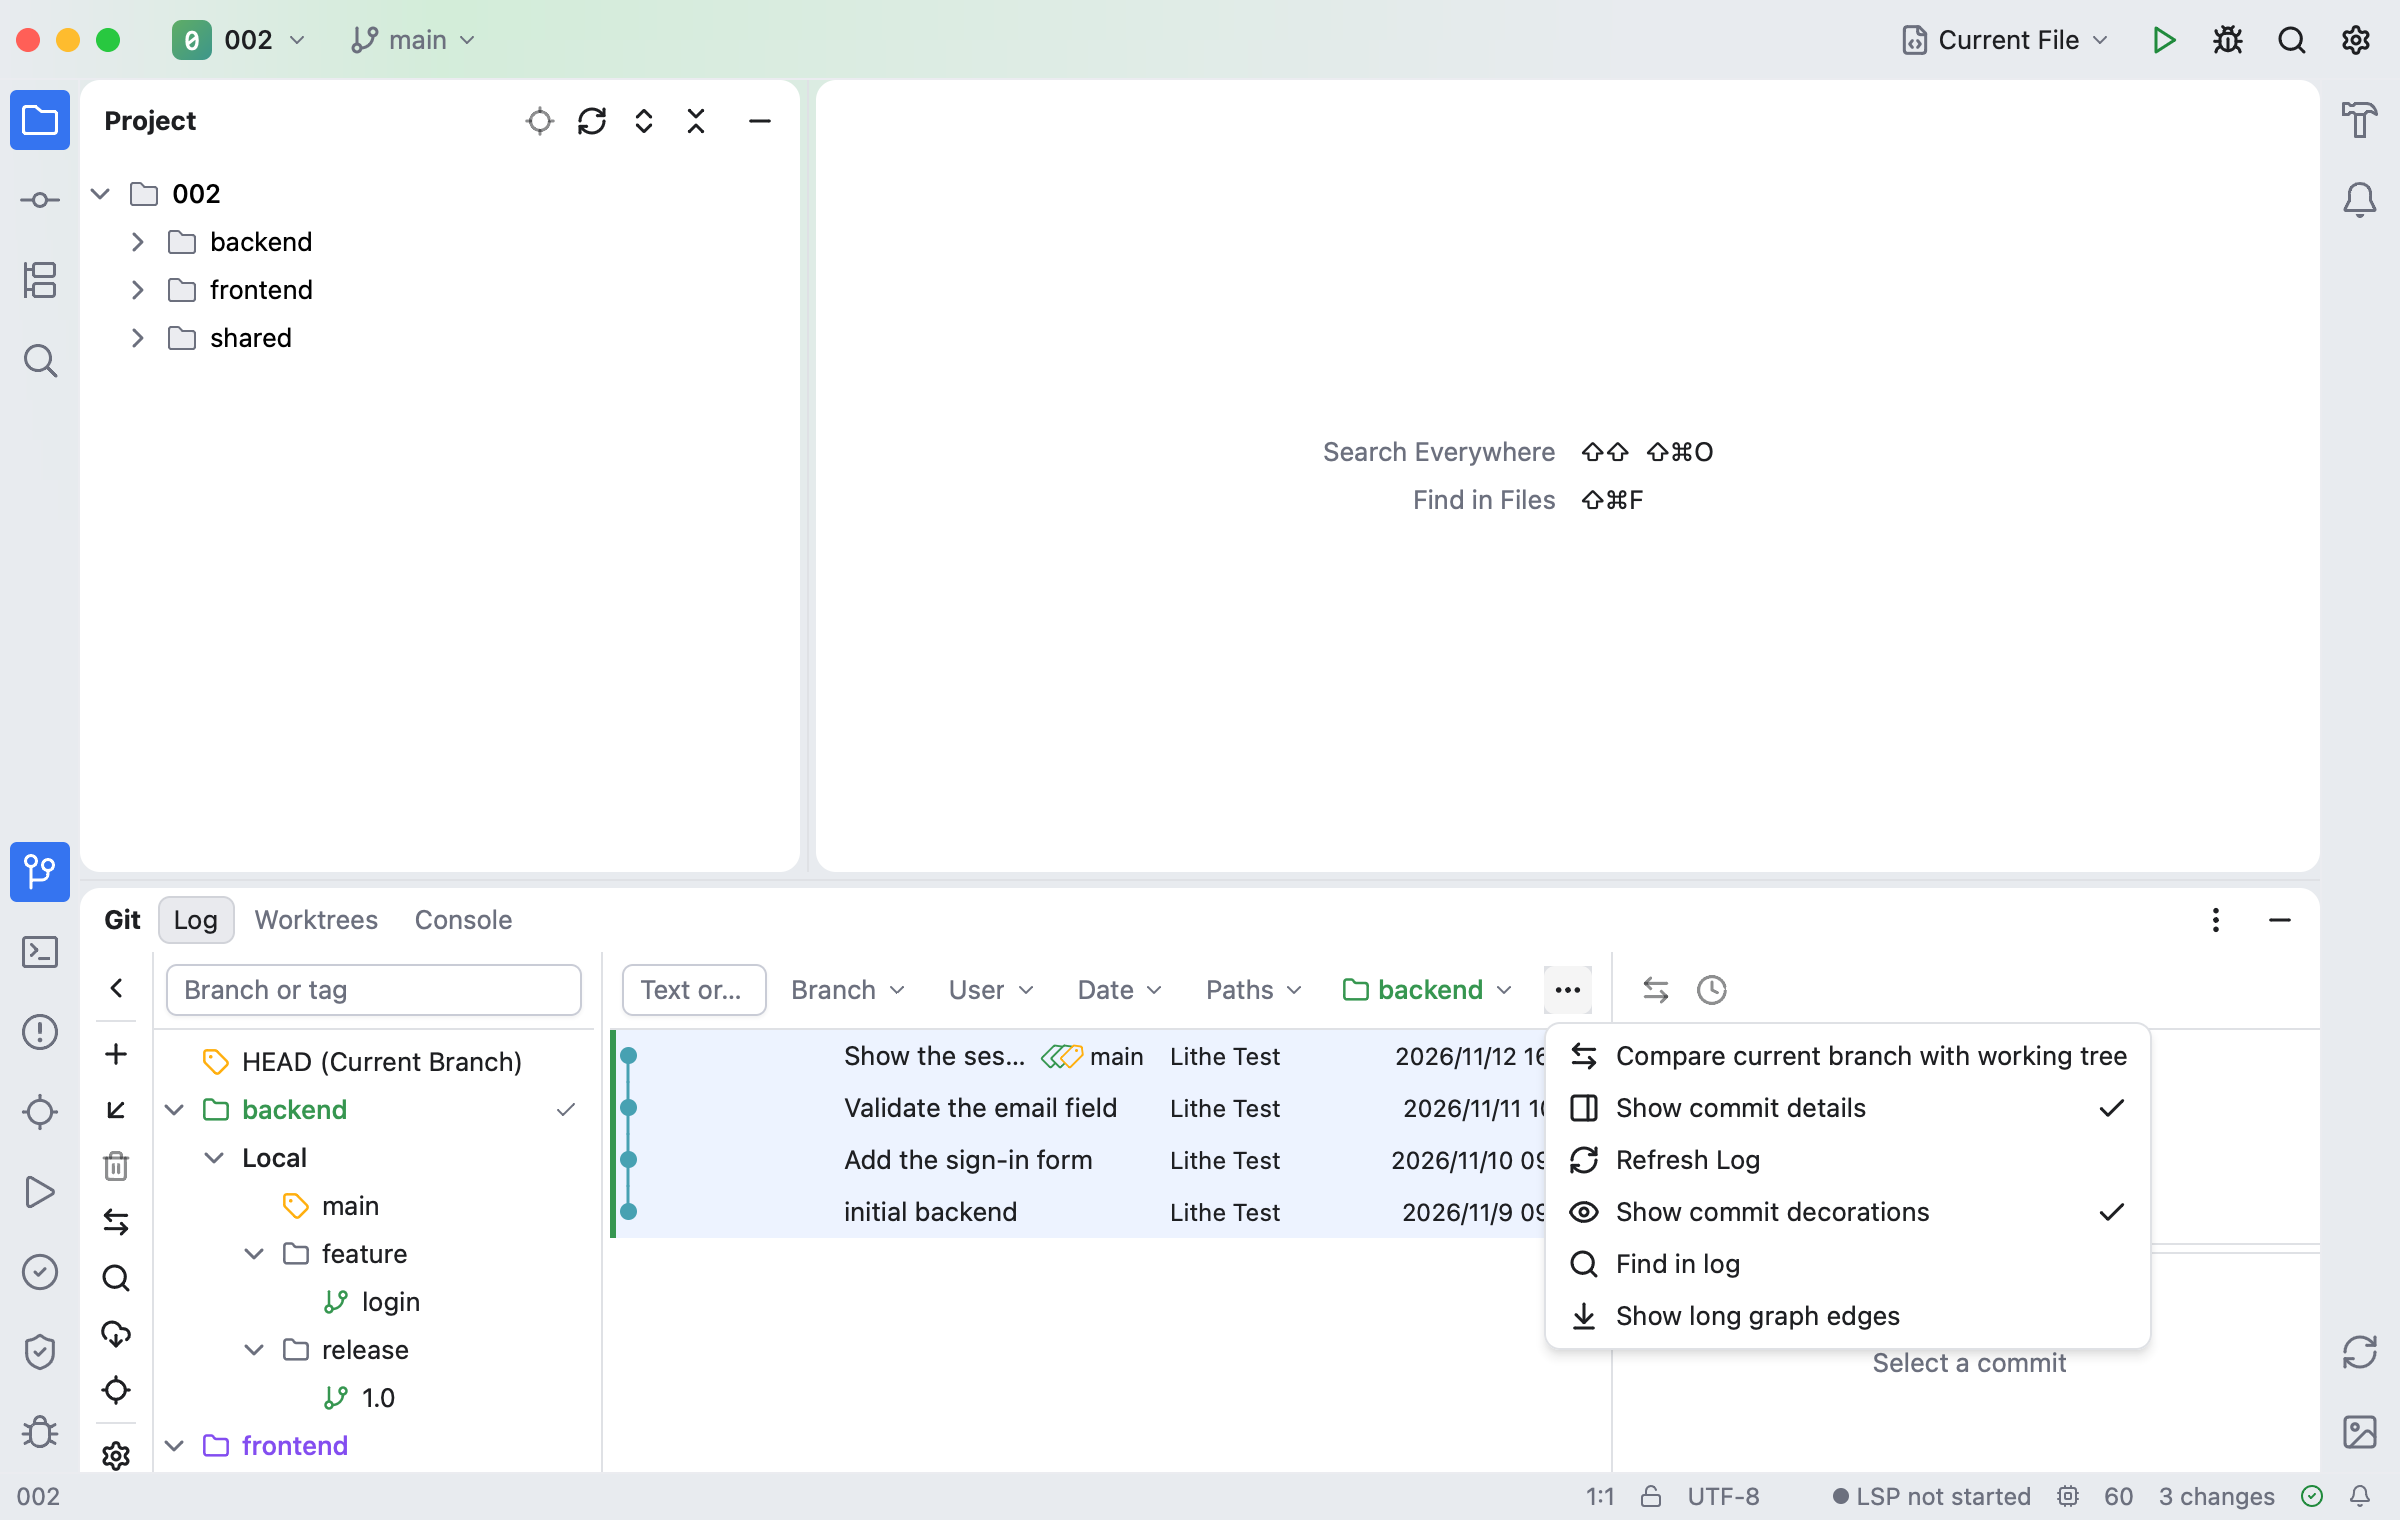 0 002 main Current File
Project
002
backend
frontend
shared
Search Everywhere ⇧⇧ ⇧⌘O
Find in Files ⇧⌘F
Git Log Worktrees Console
Branch or tag
HEAD (Current Branch)
backend
Local
main
feature
login
release
1.0
frontend
Text or... Branch User Date Paths backend
Show the ses... main Lithe Test 2026/11/12
Validate the email field Lithe Test 2026/11/11
Add the sign-in form Lithe Test 2026/11/10
initial backend Lithe Test 2026/11/9
Compare current branch with working tree
Show commit details
Refresh Log
Show commit decorations
Find in log
Show long graph edges
Select a commit
002 1:1 UTF-8 LSP not started 60 3 changes